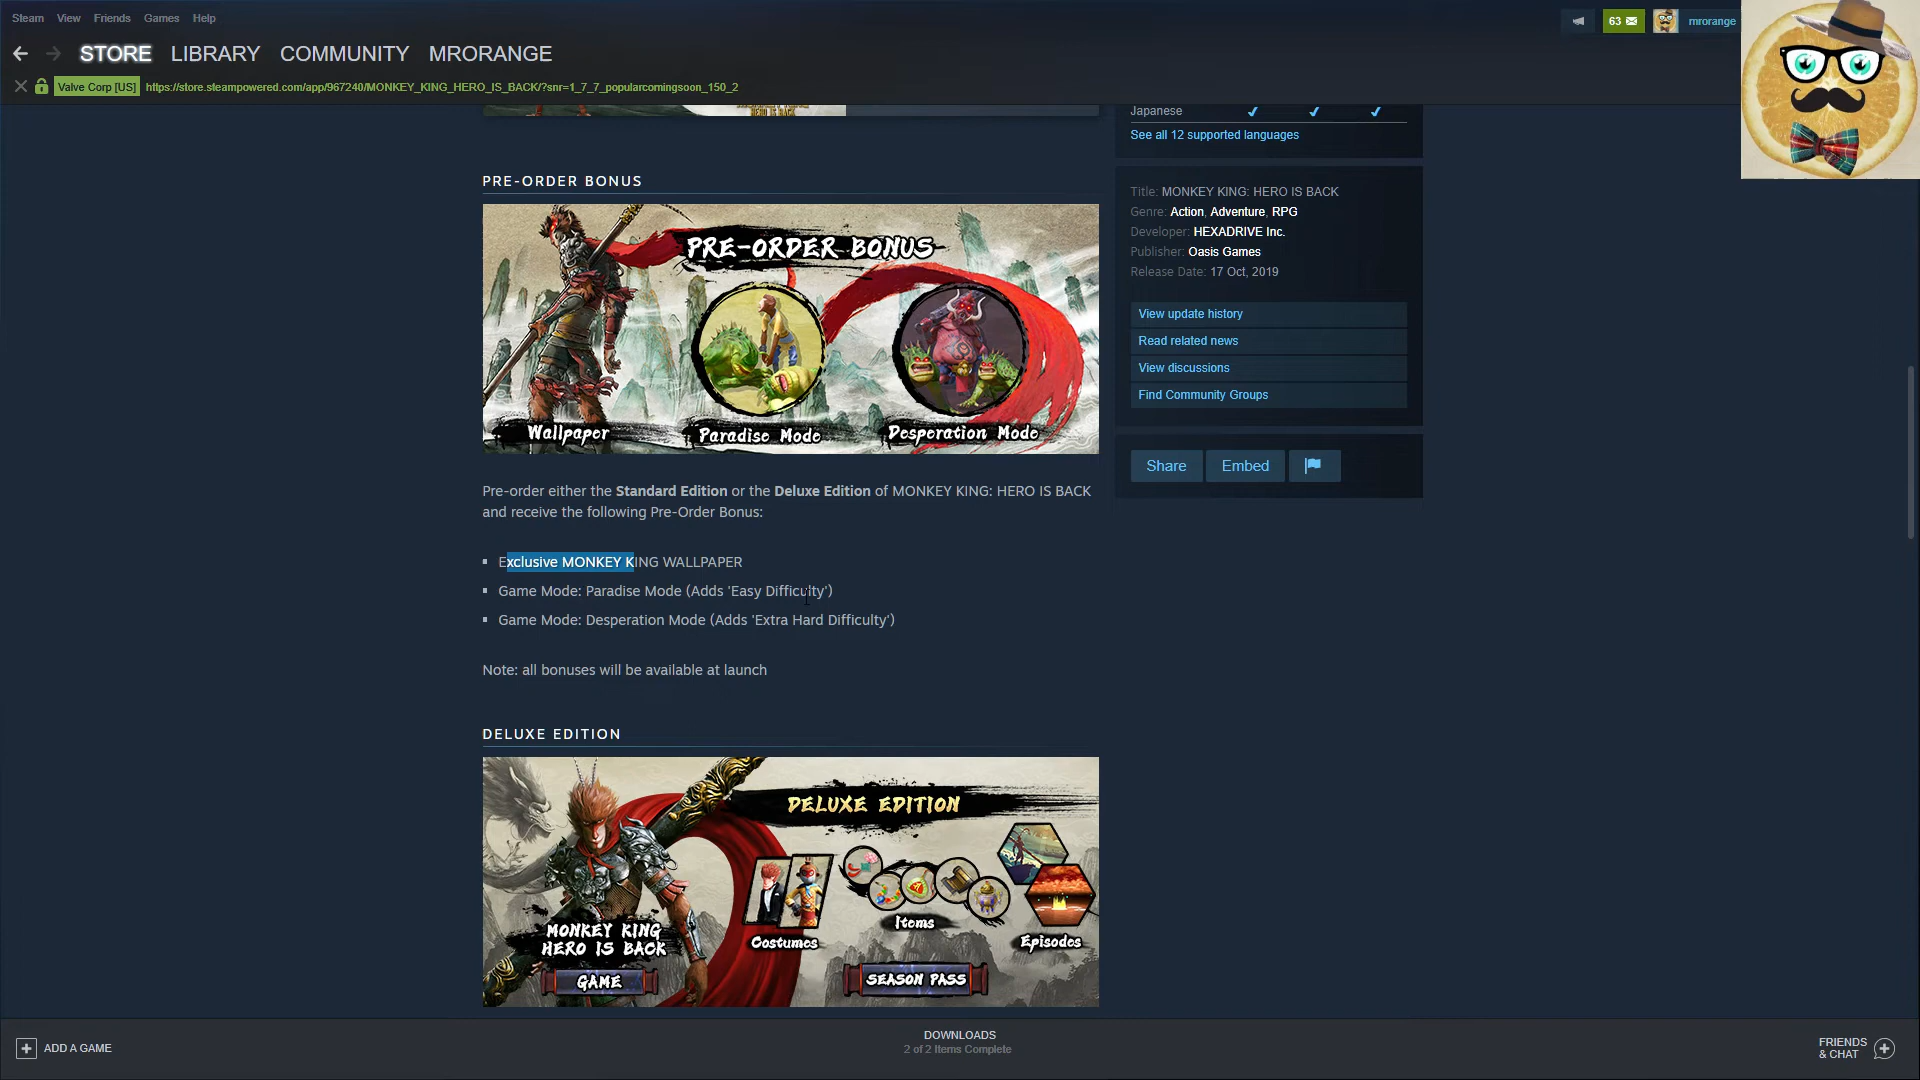 Steam View Friends Games Help
63
mrorange
STORE LIBRARY COMMUNITY MRORANGE
Valve Corp [US] https://store.steampowered.com/app/967240/MONKEY_KING_HERO_IS_BACK/?snr=1_7_7_popularcomingsoon_150_2
HERO IS BACK
PRE-ORDER BONUS
PRE-ORDER BONUS
Wallpaper
Paradise Mode
Desperation Mode
Pre-order either the Standard Edition or the Deluxe Edition of MONKEY KING: HERO IS BACK
and receive the following Pre-Order Bonus:
Exclusive MONKEY KING WALLPAPER
Game Mode: Paradise Mode (Adds 'Easy Difficulty')
Game Mode: Desperation Mode (Adds 'Extra Hard Difficulty')
Note: all bonuses will be available at launch
DELUXE EDITION
DELUXE EDITION
MONKEY KING
HERO IS BACK
GAME
Costumes
Items
Episodes
SEASON PASS
Japanese
See all 12 supported languages
Title: MONKEY KING: HERO IS BACK
Genre: Action, Adventure, RPG
Developer: HEXADRIVE Inc.
Publisher: Oasis Games
Release Date: 17 Oct, 2019
View update history
Read related news
View discussions
Find Community Groups
Share
Embed
ADD A GAME
DOWNLOADS
2 of 2 Items Complete
FRIENDS
& CHAT